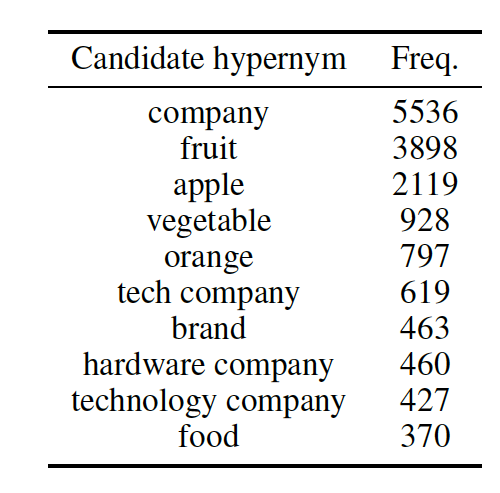 Candidate hypernym Freq.
company 5536
fruit 3898
apple 2119
vegetable 928
orange 797
tech company 619
brand 463
hardware company 460
technology company 427
food 370